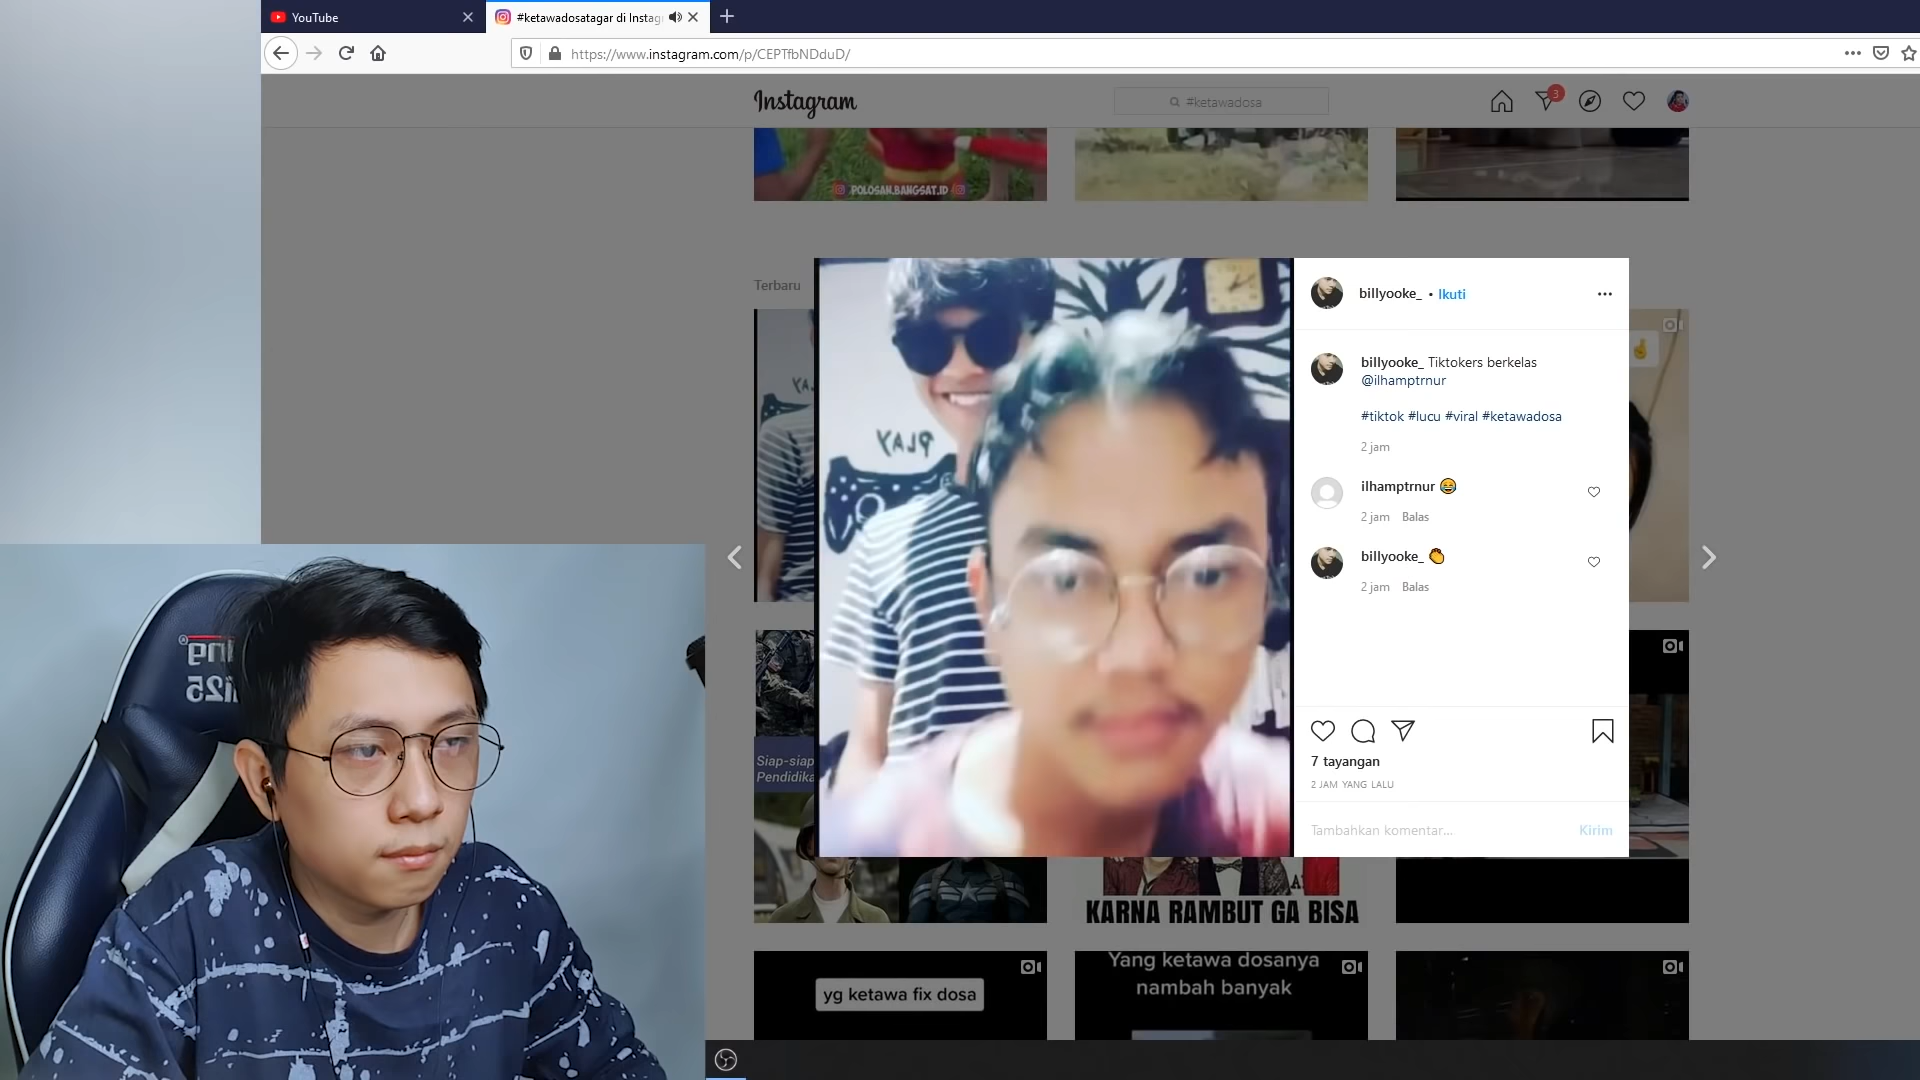 YouTube
#ketawadosatagar di Instag
https://www.instagram.com/p/CEPTfbNDduD/
Instagram
#ketawadosa
3
POLOSAN.BANGSAT.ID
Terbaru
PLAY
billyooke_ • Ikuti
billyooke_ Tiktokers berkelas
@ilhamptrnur
#tiktok #lucu #viral #ketawadosa
2 jam
ilhamptrnur 😂
2 jam Balas
billyooke_ 👏
2 jam Balas
7 tayangan
2 JAM YANG LALU
Tambahkan komentar...
Kirim
Siap-siap
Pendidika
KARNA RAMBUT GA BISA
yg ketawa fix dosa
Yang ketawa dosanya
nambah banyak